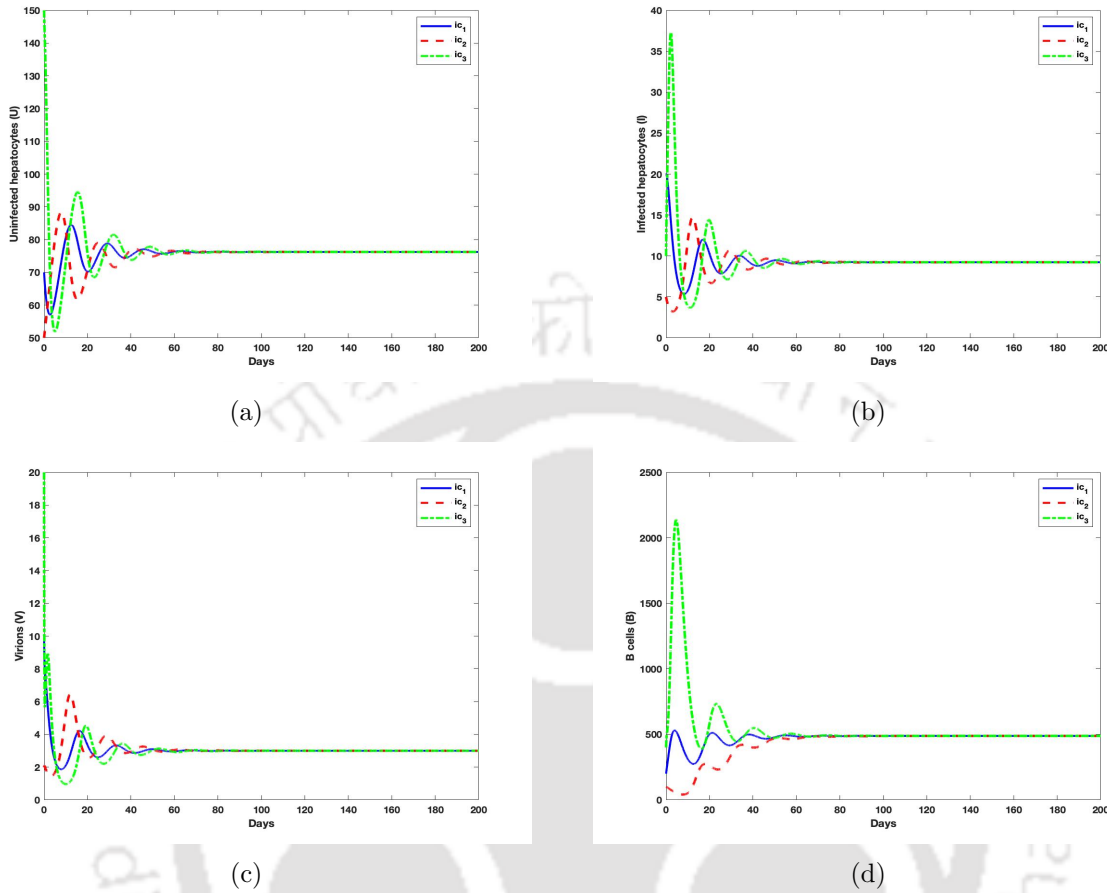 150
140
130
120
110
100
90
80
70
60
50
0 20 40 60 80 100 120 140 160 180 200
Uninfected hepatocytes (U)
Days
ic1
ic2
ic3
(a)
40
35
30
25
20
15
10
5
0
0 20 40 60 80 100 120 140 160 180 200
Infected hepatocytes (I)
Days
ic1
ic2
ic3
(b)
20
18
16
14
12
10
8
6
4
2
0
0 20 40 60 80 100 120 140 160 180 200
Virions (V)
Days
ic1
ic2
ic3
(c)
2500
2000
1500
1000
500
0
0 20 40 60 80 100 120 140 160 180 200
B cells (B)
Days
ic1
ic2
ic3
(d)